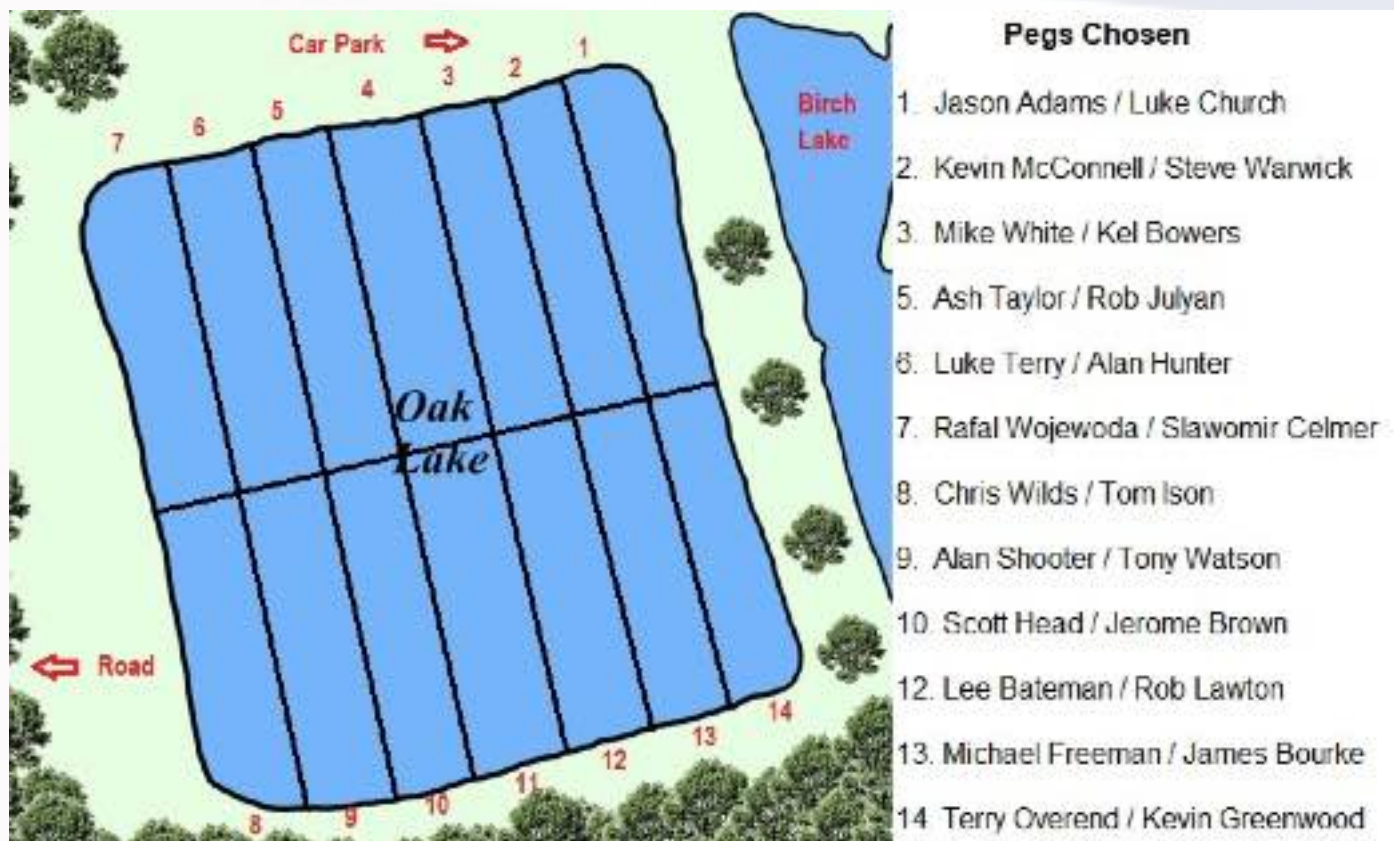 Car Park
1
2
3
4
5
6
7
Birch
Lake
Oak
Lake
Road
8
9
10
11
12
13
14
Pegs Chosen
1. Jason Adams / Luke Church
2. Kevin McConnell / Steve Warwick
3. Mike White / Kel Bowers
5. Ash Taylor / Rob Julyan
6. Luke Terry / Alan Hunter
7. Rafal Wojewoda / Slawomir Celmer
8. Chris Wilds / Tom Ison
9. Alan Shooter / Tony Watson
10. Scott Head / Jerome Brown
12. Lee Bateman / Rob Lawton
13. Michael Freeman / James Bourke
14 Terry Overend / Kevin Greenwood